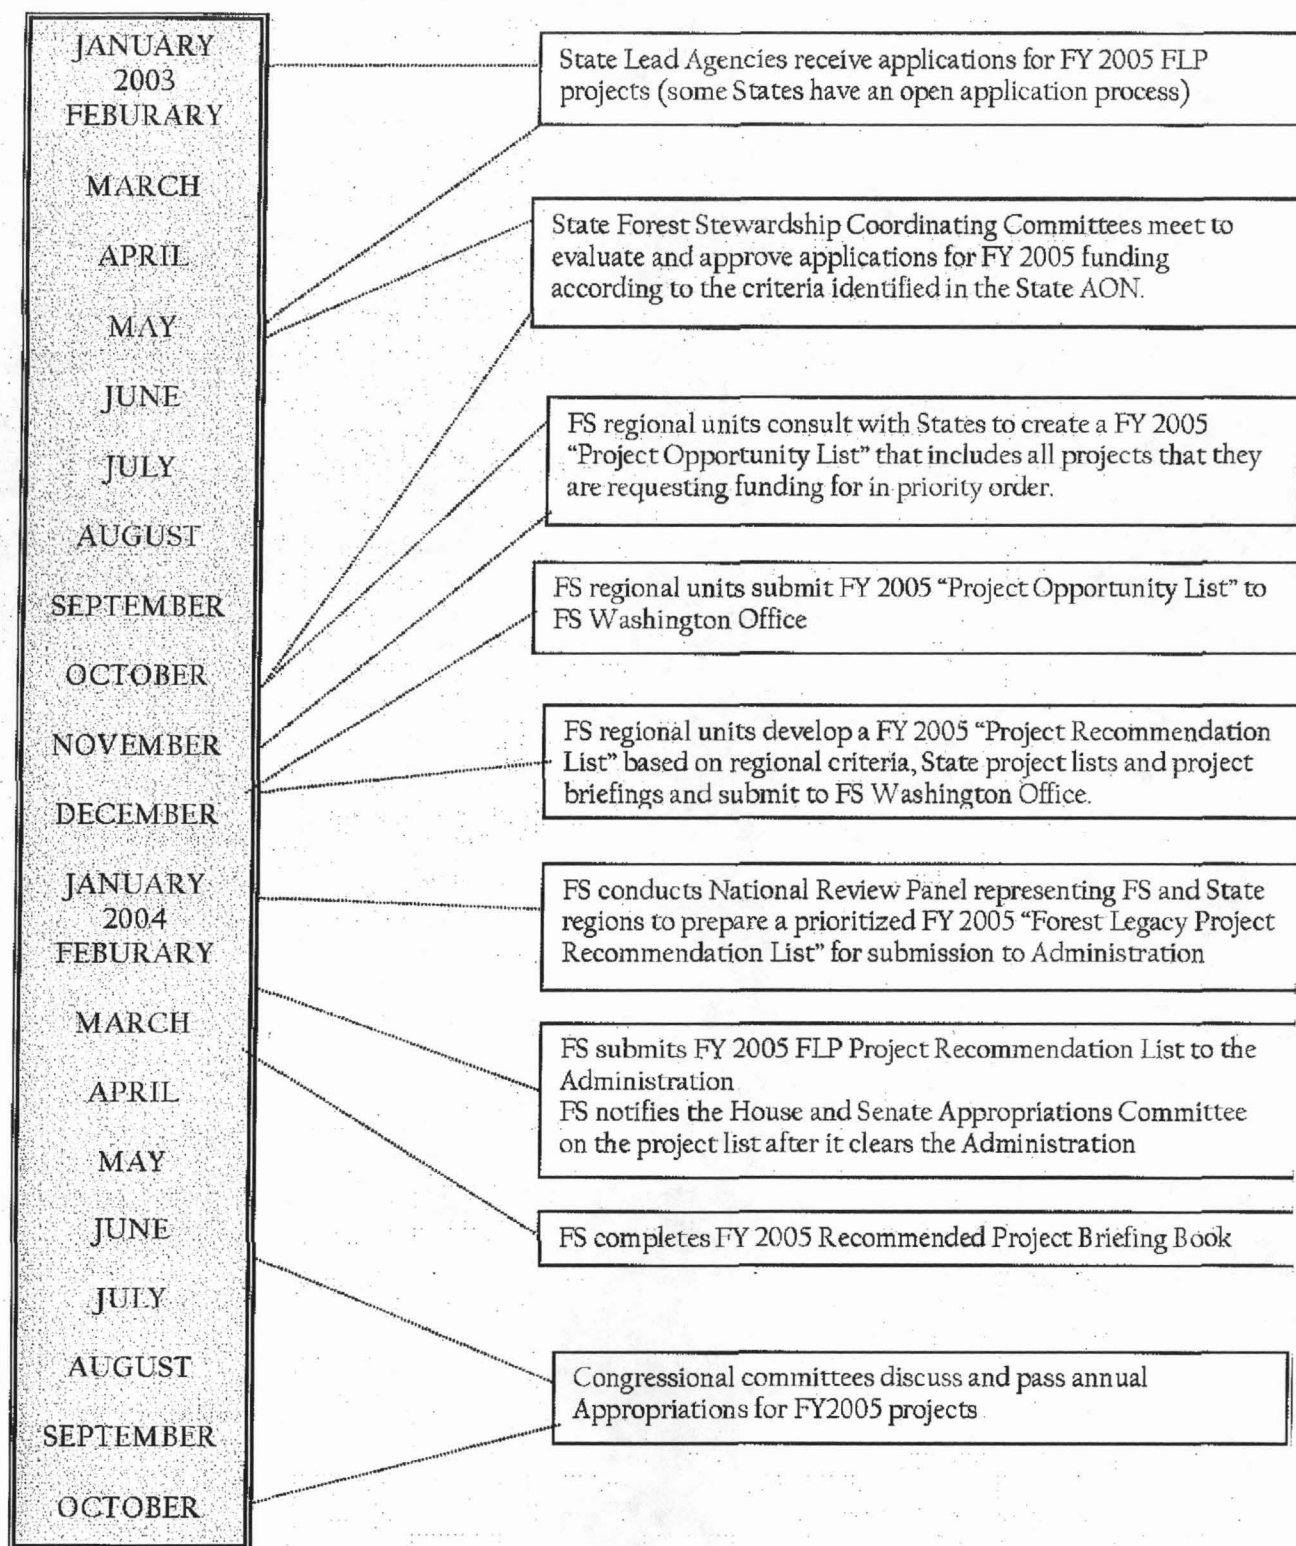 JANUARY
2003
FEBURARY
MARCH
APRIL
MAY
JUNE
JULY
AUGUST
SEPTEMBER
OCTOBER
NOVEMBER
DECEMBER
JANUARY
2004
FEBURARY
MARCH
APRIL
MAY
JUNE
JULY
AUGUST
SEPTEMBER
OCTOBER
State Lead Agencies receive applications for FY 2005 FLP
projects (some States have an open application process)
State Forest Stewardship Coordinating Committees meet to
evaluate and approve applications for FY 2005 funding
according to the criteria identified in the State AON.
FS regional units consult with States to create a FY 2005
“Project Opportunity List” that includes all projects that they
are requesting funding for in priority order.
FS regional units submit FY 2005 “Project Opportunity List” to
FS Washington Office
FS regional units develop a FY 2005 “Project Recommendation
List” based on regional criteria, State project lists and project
briefings and submit to FS Washington Office.
FS conducts National Review Panel representing FS and State
regions to prepare a prioritized FY 2005 “Forest Legacy Project
Recommendation List” for submission to Administration
FS submits FY 2005 FLP Project Recommendation List to the
Administration
FS notifies the House and Senate Appropriations Committee
on the project list after it clears the Administration
FS completes FY 2005 Recommended Project Briefing Book
Congressional committees discuss and pass annual
Appropriations for FY2005 projects